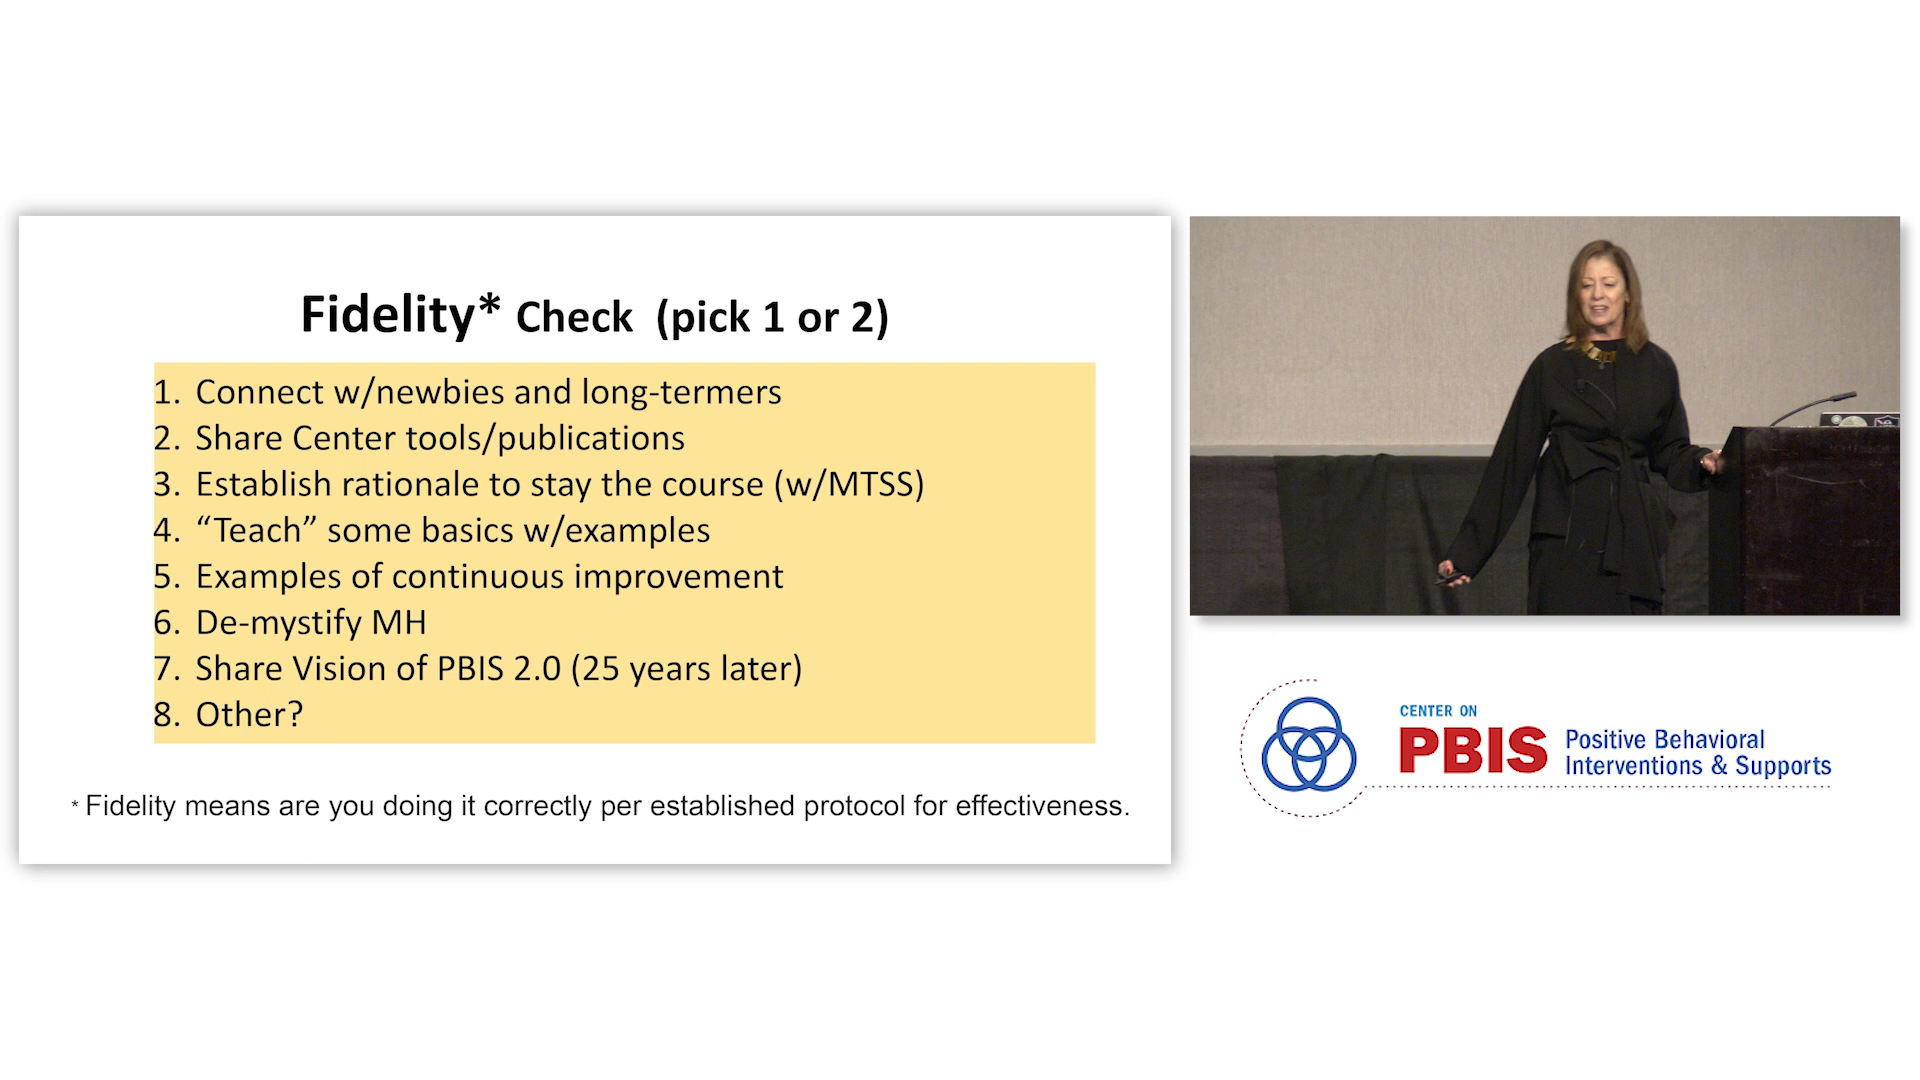 Fidelity* Check (pick 1 or 2)
1. Connect w/newbies and long-termers
2. Share Center tools/publications
3. Establish rationale to stay the course (w/MTSS)
4. “Teach” some basics w/examples
5. Examples of continuous improvement
6. De-mystify MH
7. Share Vision of PBIS 2.0 (25 years later)
8. Other?
* Fidelity means are you doing it correctly per established protocol for effectiveness.
CENTER ON
PBIS
Positive Behavioral
Interventions & Supports